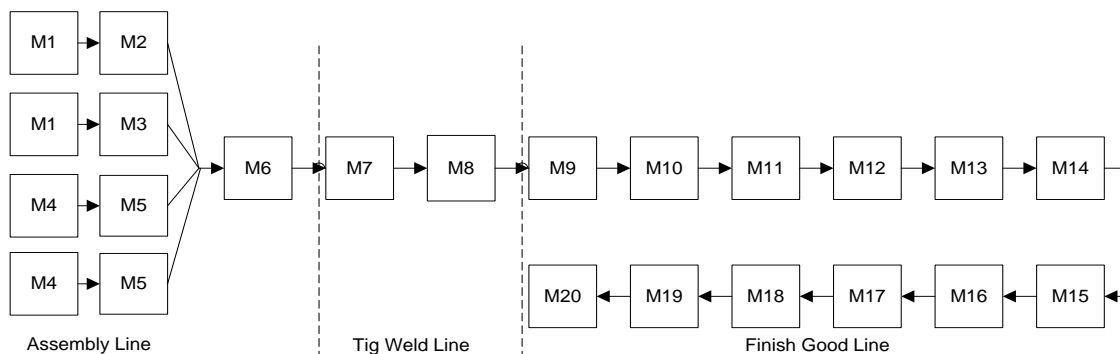 M1
M2
M1
M3
M4
M5
M4
M5
M6
M7
M8
M9
M10
M11
M12
M13
M14
M20
M19
M18
M17
M16
M15
Assembly Line
Tig Weld Line
Finish Good Line